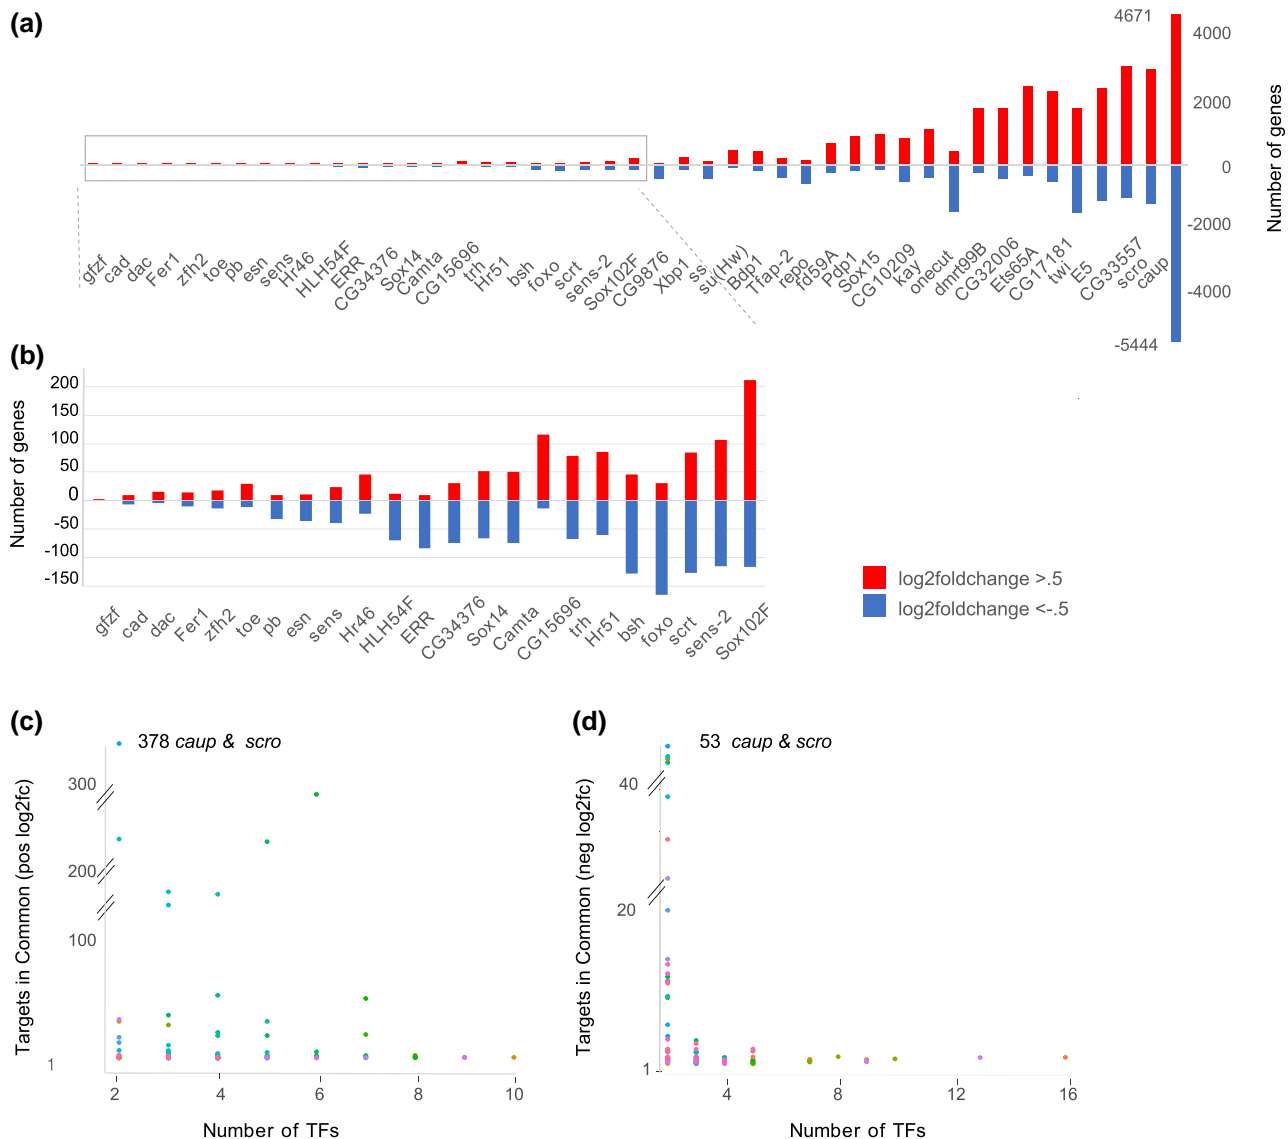 (a)
4671
4000
2000
0
-2000
-4000
-5444
Number of genes
gfzf
cad
dac
Fer1
zfh2
toe
pb
esn
sens
Hr46
HLH54F
ERR
CG34376
Sox14
Camta
CG15696
trh
Hr51
bsh
foxo
scrt
sens-2
Sox102F
CG9876
Xbp1
ss
su(Hw)
Bdp1
Tfap-2
repo
fd59A
Pdp1
Sox15
CG10209
kay
onecut
dmrt99B
CG32006
Ets65A
CG17181
twi
E5
CG33557
scro
caup
(b)
Number of genes
200
150
100
50
0
-50
-100
-150
gfzf
cad
dac
Fer1
zfh2
toe
pb
esn
sens
Hr46
HLH54F
ERR
CG34376
Sox14
Camta
CG15696
trh
Hr51
bsh
foxo
scrt
sens-2
Sox102F
log2foldchange >.5
log2foldchange <-.5
(c)
378 caup & scro
Targets in Common (pos log2fc)
300
200
100
1
2
4
6
8
10
Number of TFs
(d)
53 caup & scro
Targets in Common (neg log2fc)
40
20
1
4
8
12
16
Number of TFs